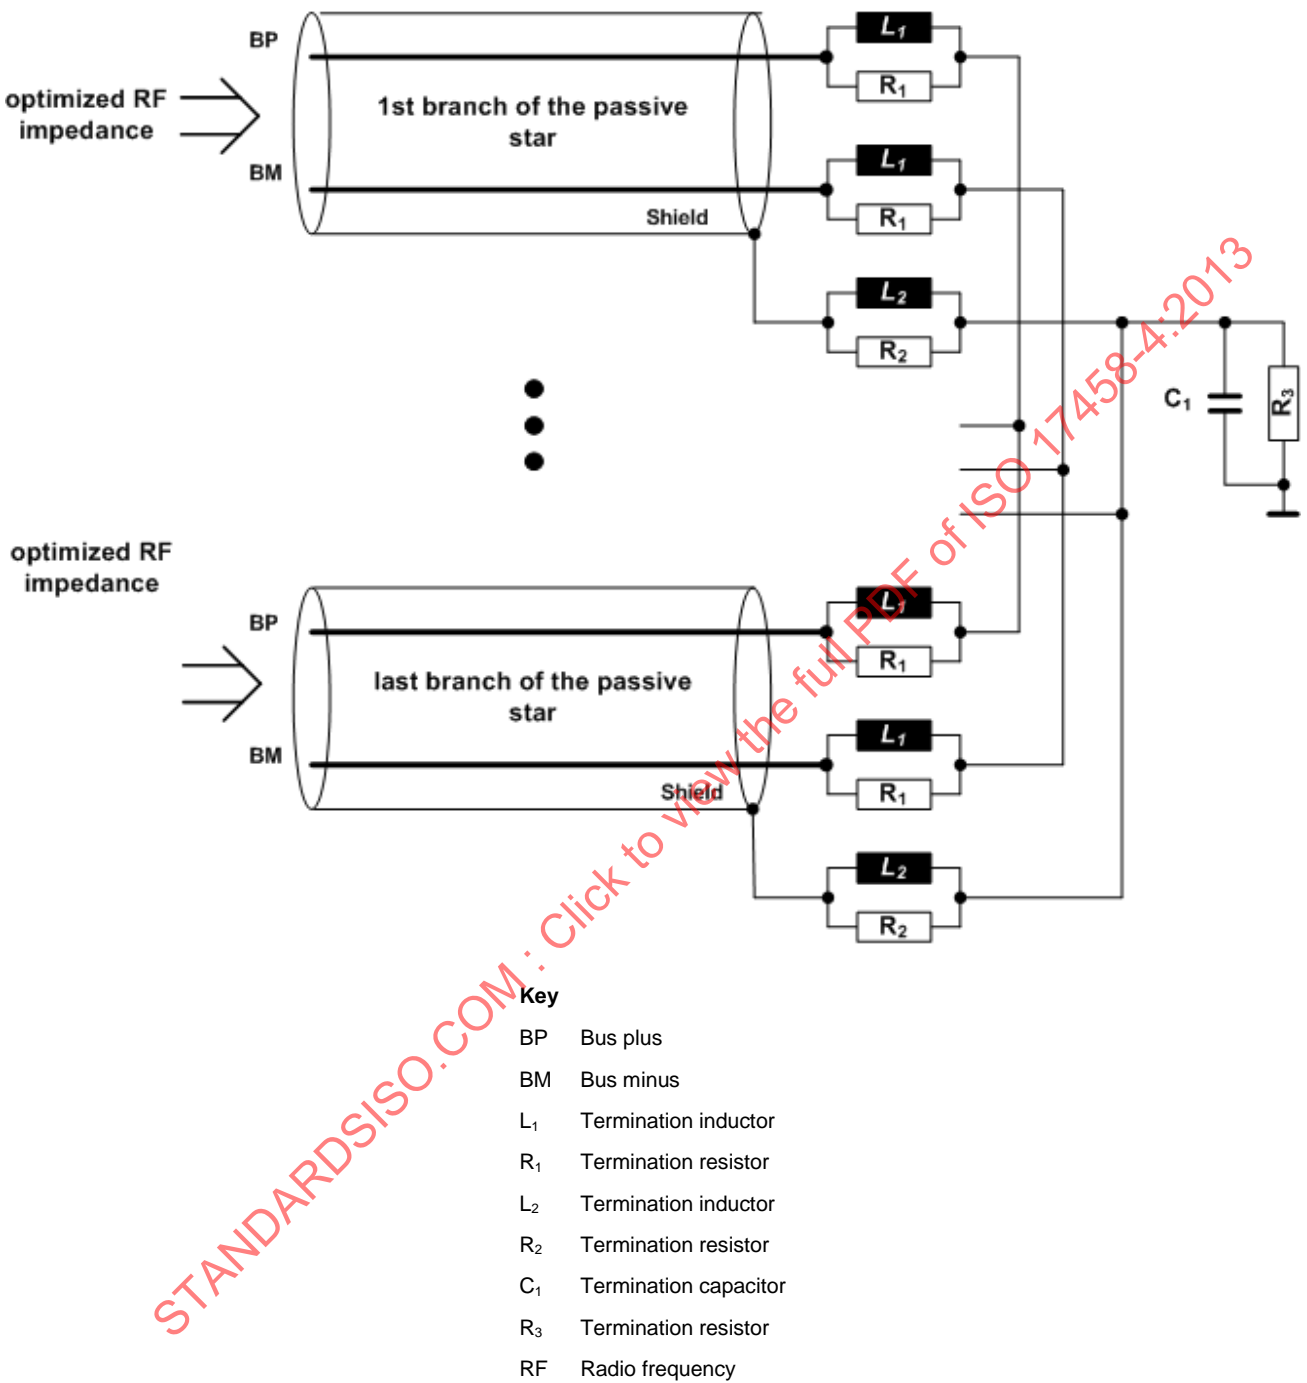 BP
L1
R1
optimized RF
impedance
1st branch of the passive
star
BM
L1
R1
Shield
L2
R2
C1
R3
optimized RF
impedance
BP
L1
R1
last branch of the passive
star
BM
L1
R1
Shield
L2
R2
Key
BP Bus plus
BM Bus minus
L1 Termination inductor
R1 Termination resistor
L2 Termination inductor
R2 Termination resistor
C1 Termination capacitor
R3 Termination resistor
RF Radio frequency
STANDARDSISO.COM : Click to view the full PDF of ISO 17458-4:2013